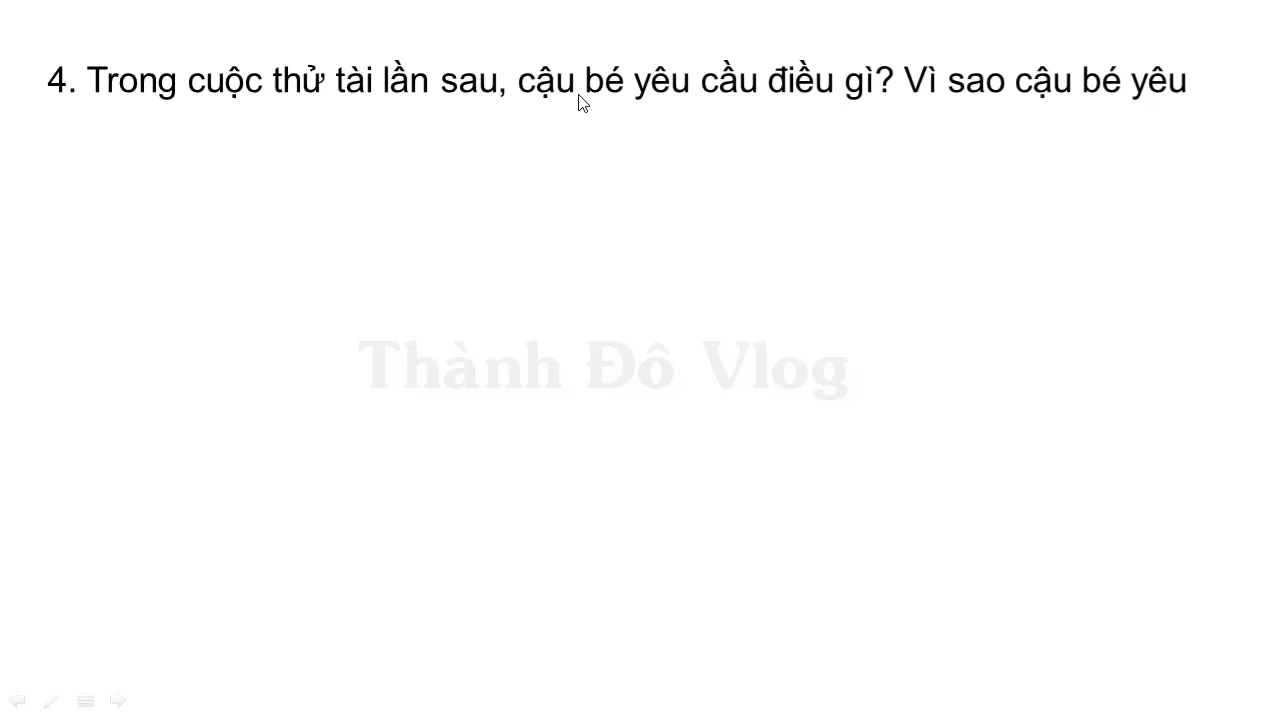 4. Trong cuộc thử tài lần sau, cậu bé yêu cầu điều gì? Vì sao cậu bé yêu
Thành Đô Vlog